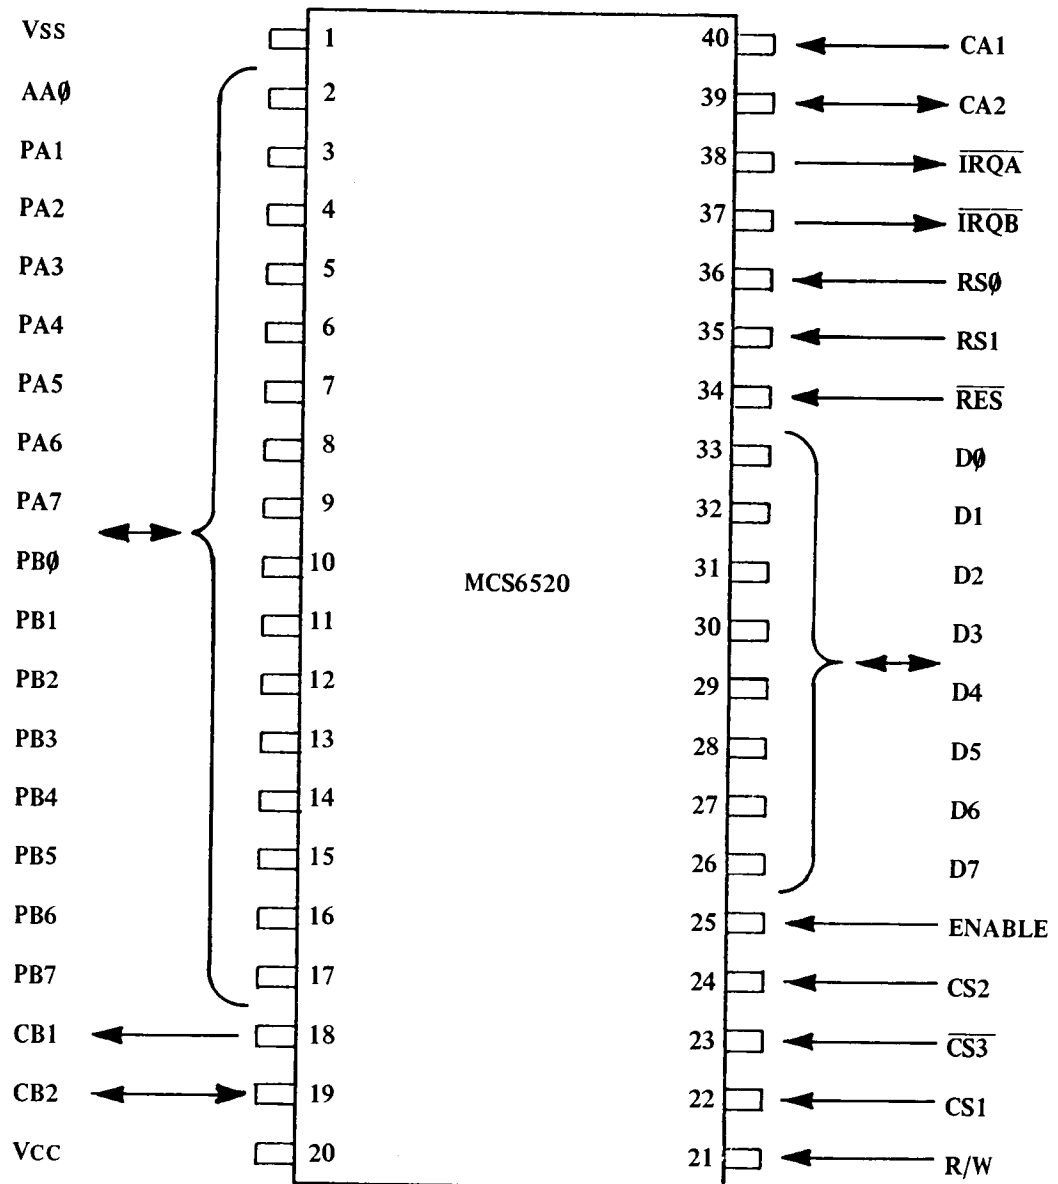 VSS 1 40 CA1
AAØ 2 39 CA2
PA1 3 38 I̅R̅Q̅A̅
PA2 4 37 I̅R̅Q̅B̅
PA3 5 36 RSØ
PA4 6 35 RS1
PA5 7 34 R̅E̅S̅
PA6 8 33 DØ
PA7 9 32 D1
PBØ 10 31 D2
MCS6520
PB1 11 30 D3
PB2 12 29 D4
PB3 13 28 D5
PB4 14 27 D6
PB5 15 26 D7
PB6 16 25 ENABLE
PB7 17 24 CS2
CB1 18 23 C̅S̅3̅
CB2 19 22 CS1
VCC 20 21 R/W